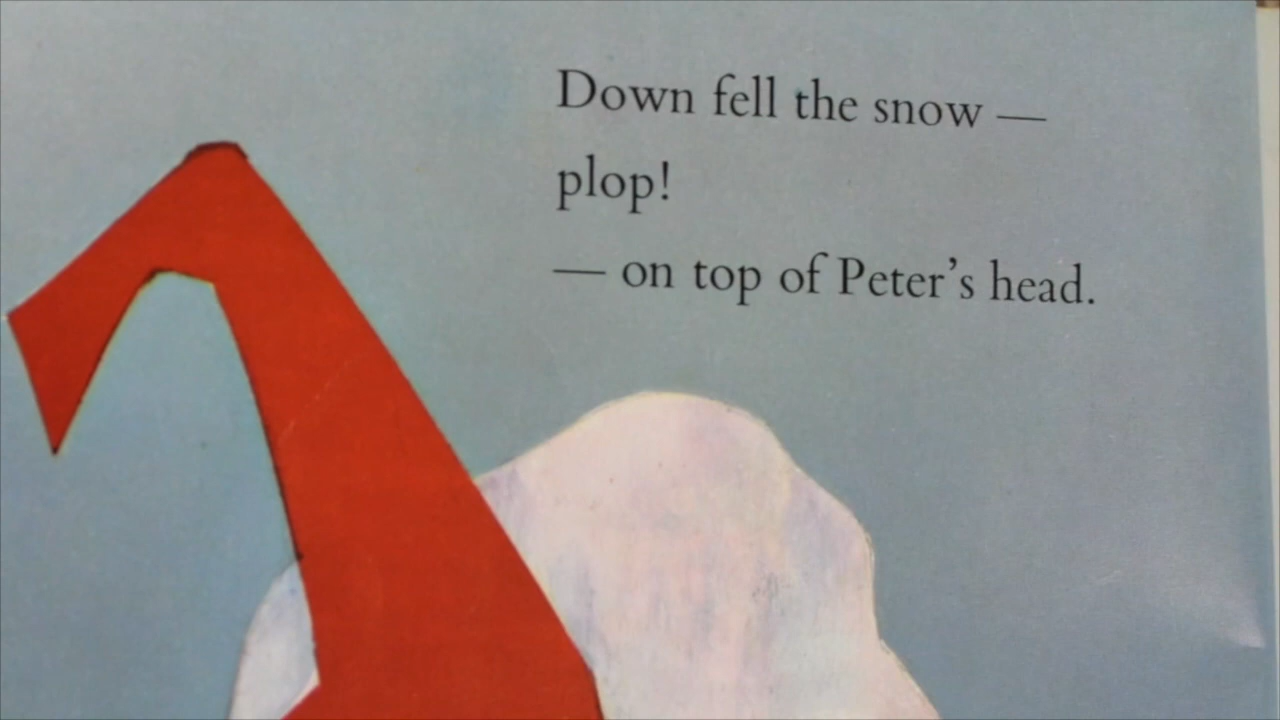 Down fell the snow —
plop!
— on top of Peter's head.